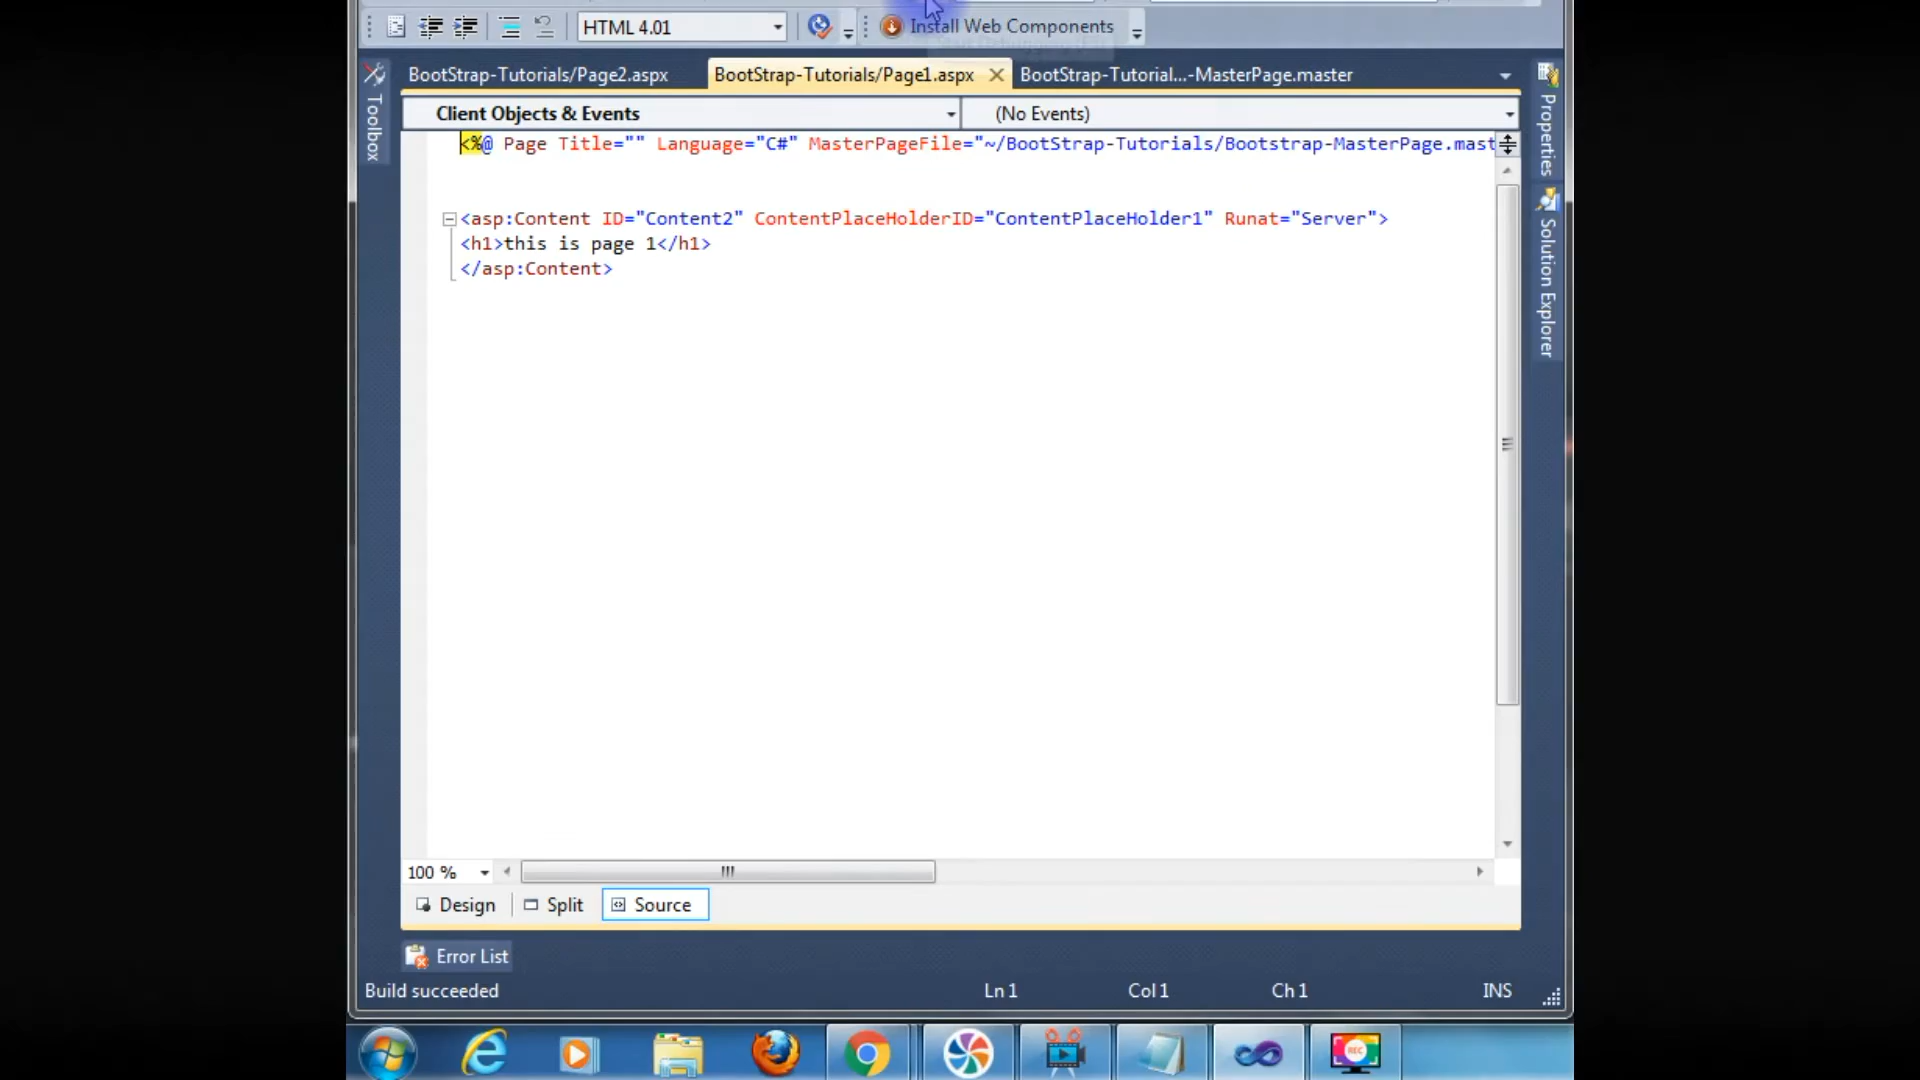 HTML 4.01
Install Web Components
BootStrap-Tutorials/Page2.aspx
BootStrap-Tutorials/Page1.aspx
BootStrap-Tutorial...-MasterPage.master
Toolbox
Properties
Solution Explorer
Client Objects & Events
(No Events)
<%@ Page Title="" Language="C#" MasterPageFile="~/BootStrap-Tutorials/Bootstrap-MasterPage.mast
<asp:Content ID="Content2" ContentPlaceHolderID="ContentPlaceHolder1" Runat="Server">
<h1>this is page 1</h1>
</asp:Content>
100 %
Design
Split
Source
Error List
Build succeeded
Ln 1
Col 1
Ch 1
INS
REC